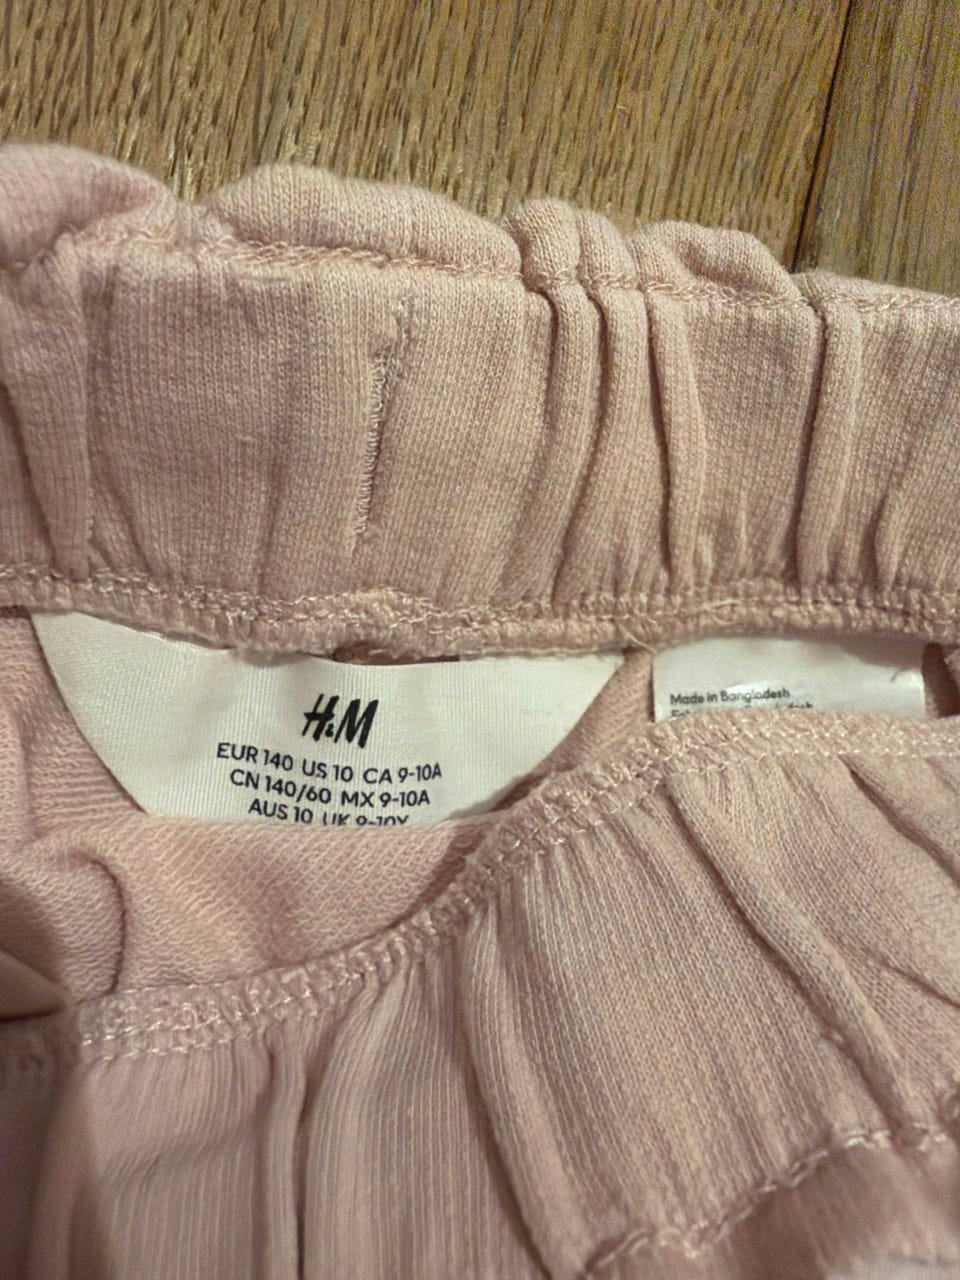 H&M
EUR 140 US 10 CA 9-10A
CN 140/60 MX 9-10A
AUS 10 UK 9-10Y
Made in Bangladesh